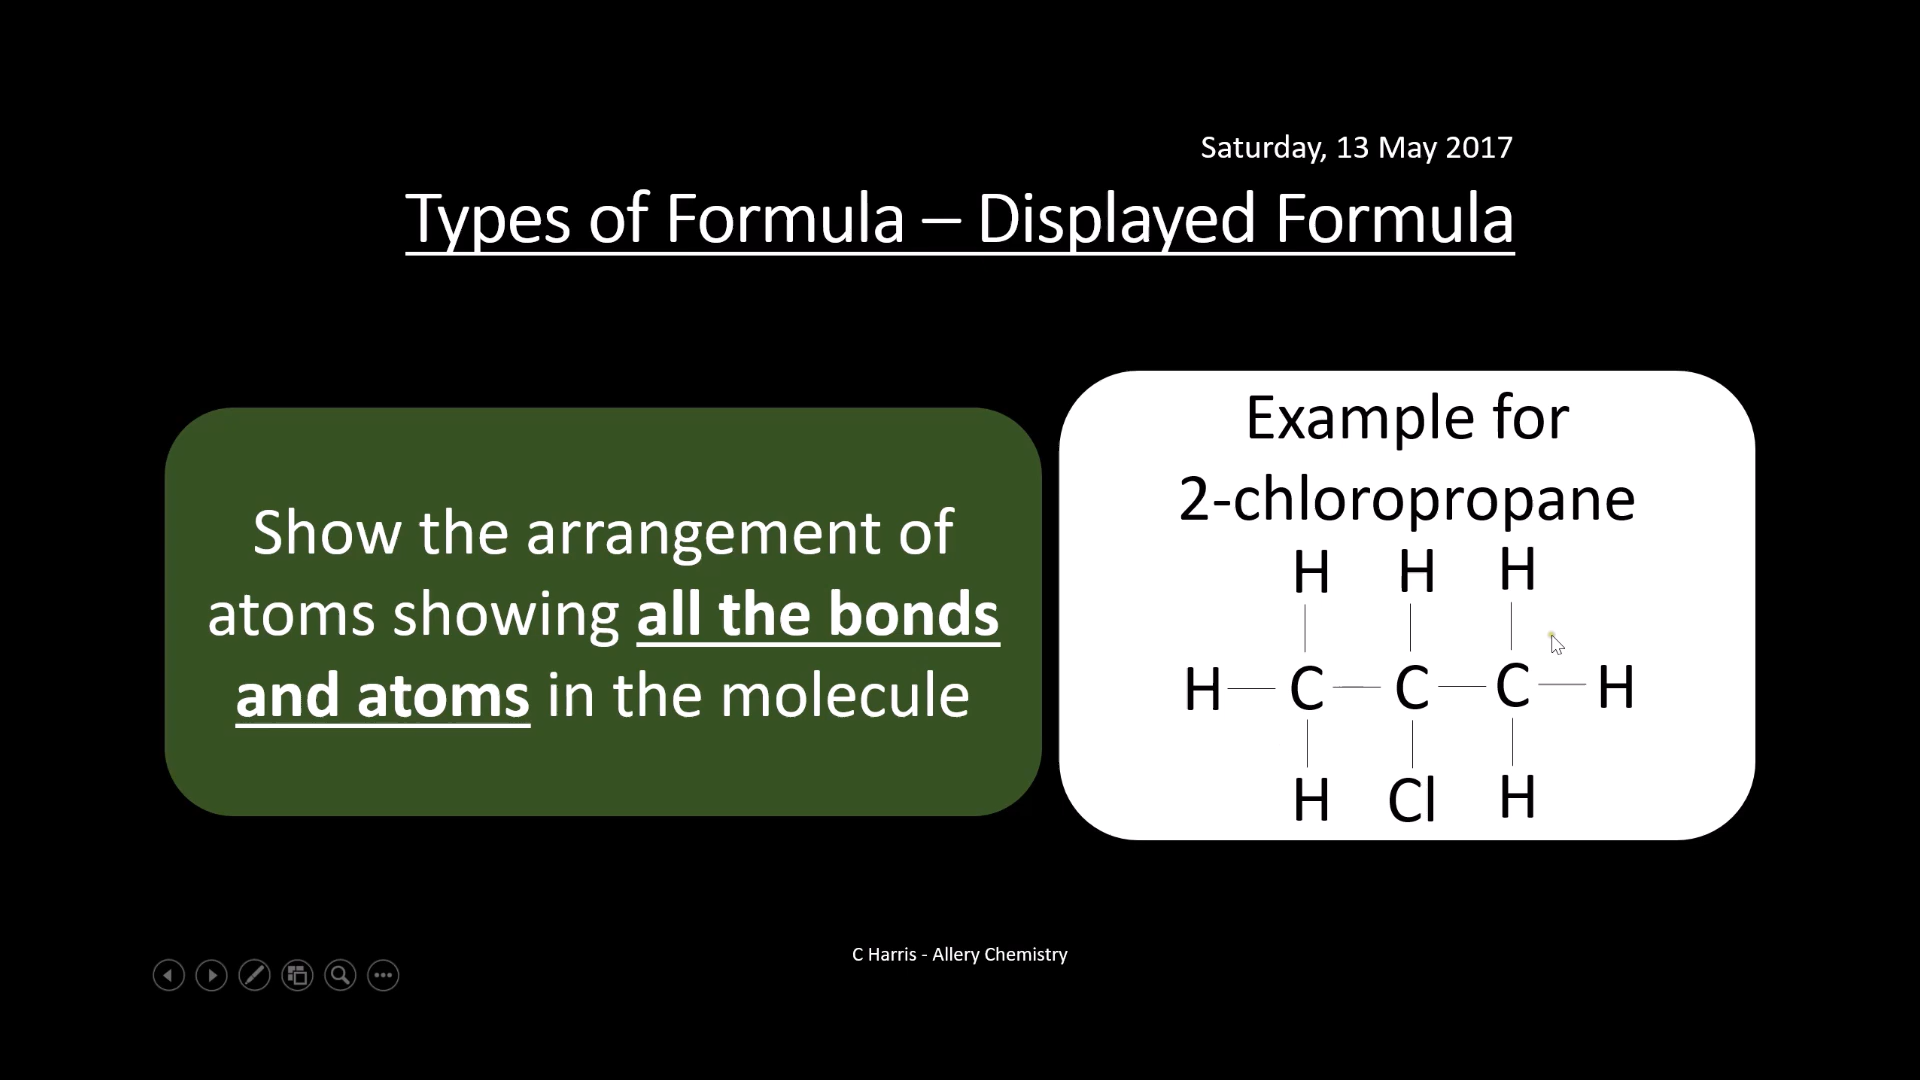 Saturday, 13 May 2017
Types of Formula – Displayed Formula
Show the arrangement of
atoms showing all the bonds
and atoms in the molecule
Example for
2-chloropropane
H H H
H C C C H
H Cl H
C Harris - Allery Chemistry